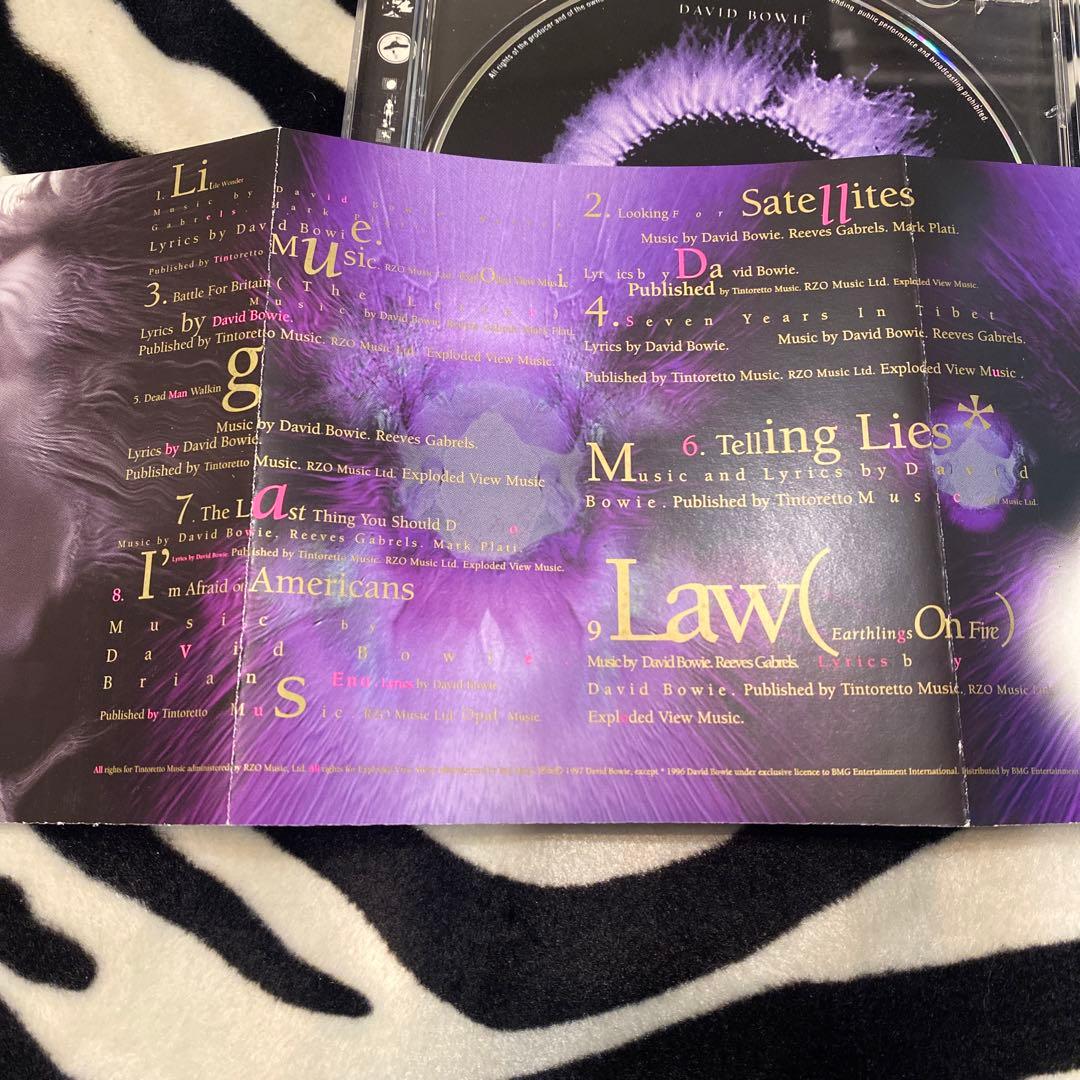 DAVID BOWIE
All rights of the producer and of the
public performance and broadcasting prohibited.
1. Little Wonder
Music by David Bowie.
Gabrels. Mark
Lyrics by David Bowie.
Published by Tintoretto Music. RZO Music Ltd. Exploded View Music
3. Battle For Britain (The Letter)
Music by David Bowie. Reeves Gabrels. Mark Plati.
Lyrics by David Bowie.
Published by Tintoretto Music. RZO Music Ltd. Exploded View Music.
5. Dead Man Walking
Music by David Bowie. Reeves Gabrels.
Lyrics by David Bowie.
Published by Tintoretto Music. RZO Music Ltd. Exploded View Music
7. The Last Thing You Should Do
Music by David Bowie. Reeves Gabrels. Mark Plati.
Lyrics by David Bowie. Published by Tintoretto Music. RZO Music Ltd. Exploded View Music.
8. I'm Afraid of Americans
Music by
David Bowie.
Brian Eno. Lyrics by David Bowie.
Published by Tintoretto Music. RZO Music Ltd. Opal Music.
2. Looking For Satellites
Music by David Bowie. Reeves Gabrels. Mark Plati.
Lyrics by David Bowie.
Published by Tintoretto Music. RZO Music Ltd. Exploded View Music.
4. Seven Years In Tibet
Lyrics by David Bowie. Music by David Bowie. Reeves Gabrels.
Published by Tintoretto Music. RZO Music Ltd. Exploded View Music.
6. Telling Lies*
Music and Lyrics by David
Bowie. Published by Tintoretto Music. RZO Music Ltd.
9 Law (Earthlings On Fire)
Music by David Bowie. Reeves Gabrels. Lyrics by
David Bowie. Published by Tintoretto Music. RZO Music
Exploded View Music.
All rights for Tintoretto Music administered by RZO Music, Ltd. All rights for Exploded View Music 1997 David Bowie, except * 1996 David Bowie under exclusive licence to BMG Entertainment International. Distributed by BMG Entertainment